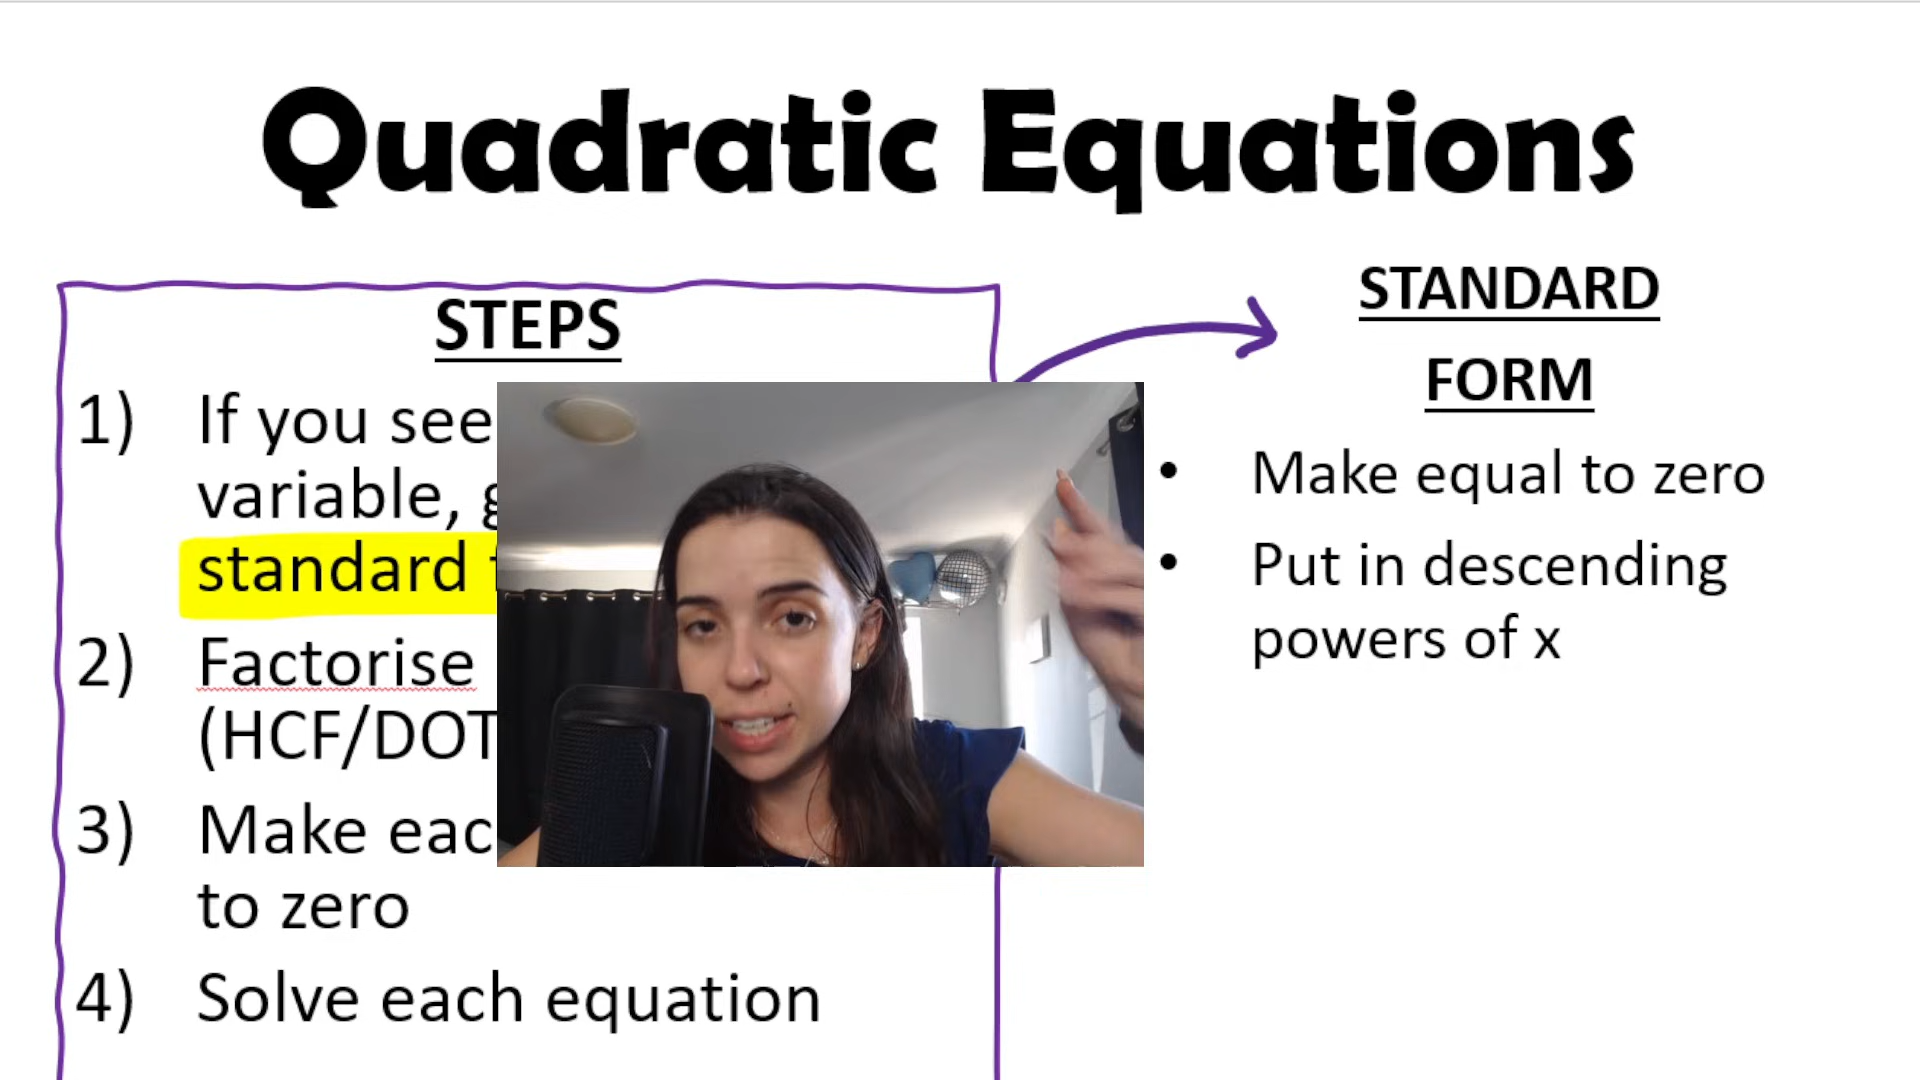 Quadratic Equations
STEPS
1) If you see
variable,
standard
2) Factorise
(HCF/DOT
3) Make eac
to zero
4) Solve each equation
STANDARD
FORM
• Make equal to zero
• Put in descending
powers of x